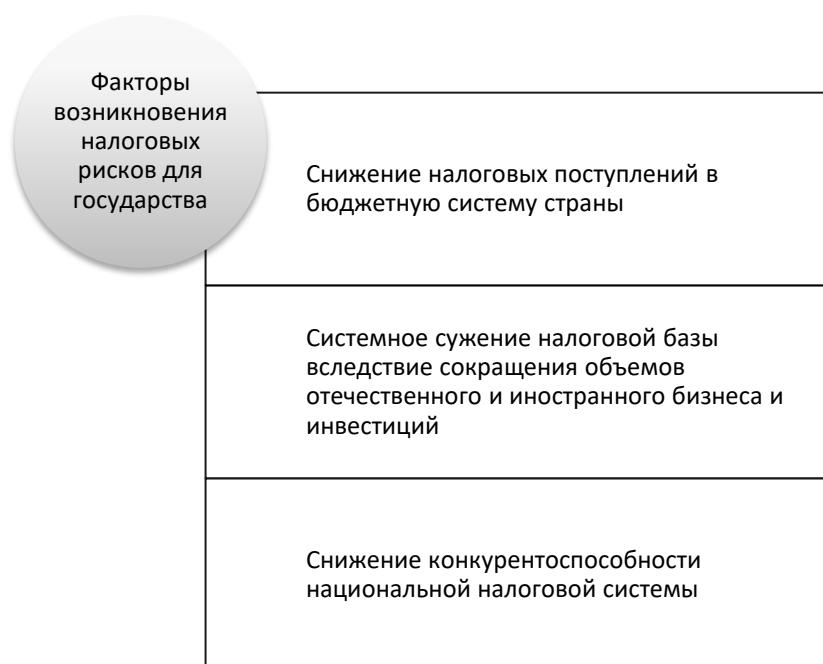 Факторы
возникновения
налоговых
рисков для
государства
Снижение налоговых поступлений в
бюджетную систему страны
Системное сужение налоговой базы
вследствие сокращения объемов
отечественного и иностранного бизнеса и
инвестиций
Снижение конкурентоспособности
национальной налоговой системы